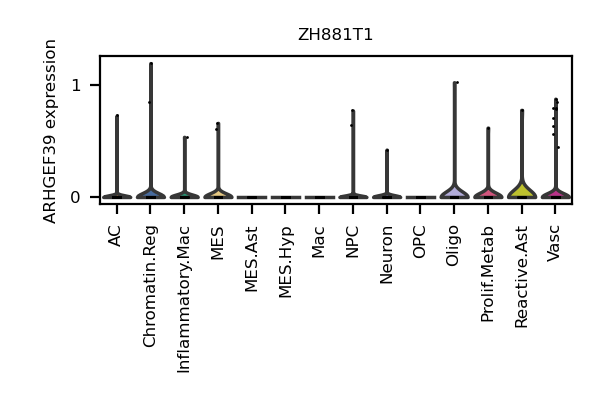 ZH881T1
ARHGEF39 expression
1
0
AC
Chromatin.Reg
Inflammatory.Mac
MES
MES.Ast
MES.Hyp
Mac
NPC
Neuron
OPC
Oligo
Prolif.Metab
Reactive.Ast
Vasc